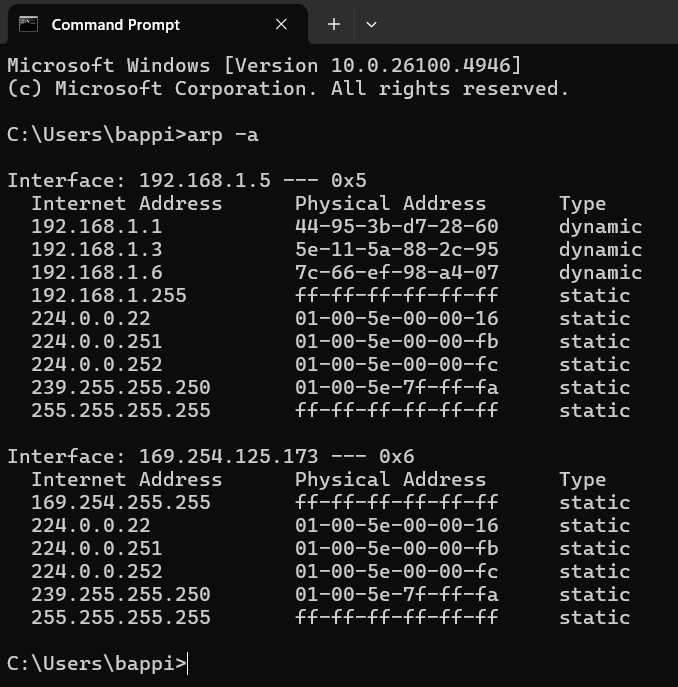 Command Prompt
Microsoft Windows [Version 10.0.26100.4946]
(c) Microsoft Corporation. All rights reserved.
C:\Users\bappi>arp -a
Interface: 192.168.1.5 --- 0x5
Internet Address Physical Address Type
192.168.1.1 44-95-3b-d7-28-60 dynamic
192.168.1.3 5e-11-5a-88-2c-95 dynamic
192.168.1.6 7c-66-ef-98-a4-07 dynamic
192.168.1.255 ff-ff-ff-ff-ff-ff static
224.0.0.22 01-00-5e-00-00-16 static
224.0.0.251 01-00-5e-00-00-fb static
224.0.0.252 01-00-5e-00-00-fc static
239.255.255.250 01-00-5e-7f-ff-fa static
255.255.255.255 ff-ff-ff-ff-ff-ff static
Interface: 169.254.125.173 --- 0x6
Internet Address Physical Address Type
169.254.255.255 ff-ff-ff-ff-ff-ff static
224.0.0.22 01-00-5e-00-00-16 static
224.0.0.251 01-00-5e-00-00-fb static
224.0.0.252 01-00-5e-00-00-fc static
239.255.255.250 01-00-5e-7f-ff-fa static
255.255.255.255 ff-ff-ff-ff-ff-ff static
C:\Users\bappi>